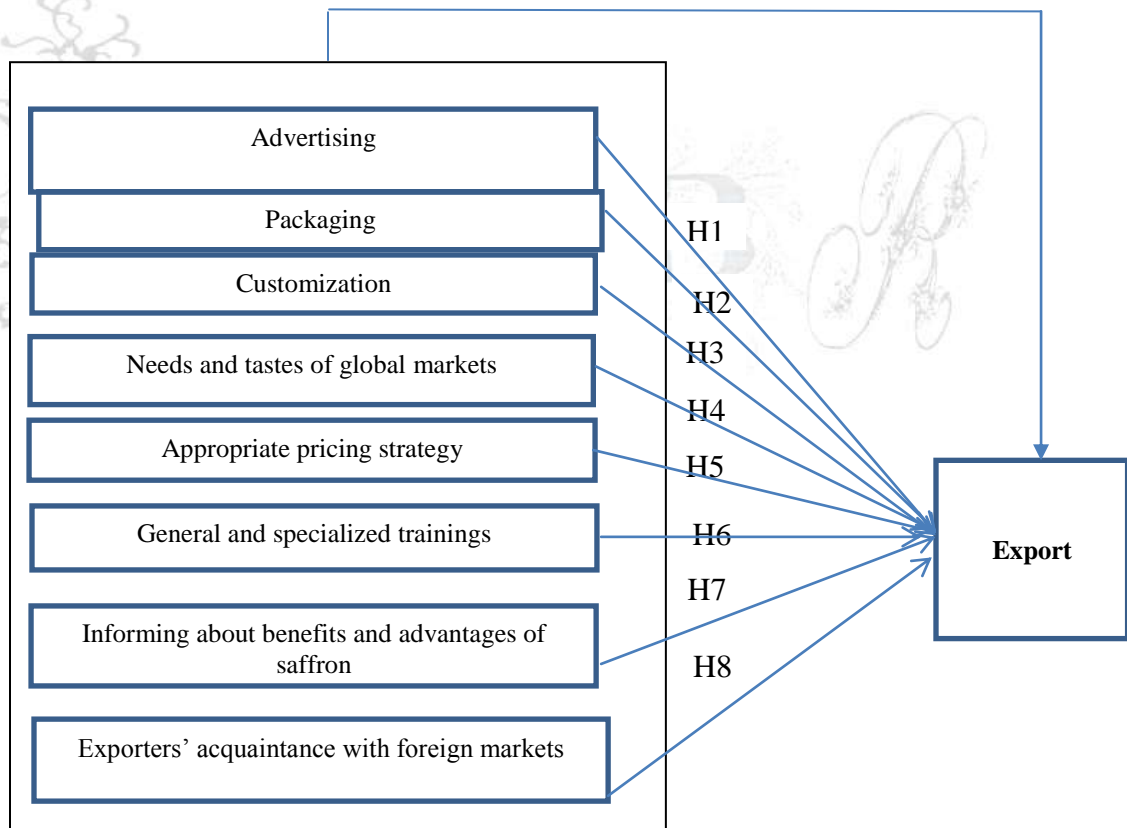 Advertising
Packaging
Customization
Needs and tastes of global markets
Appropriate pricing strategy
General and specialized trainings
Informing about benefits and advantages of
saffron
Exporters’ acquaintance with foreign markets
H1
H2
H3
H4
H5
H6
H7
H8
Export